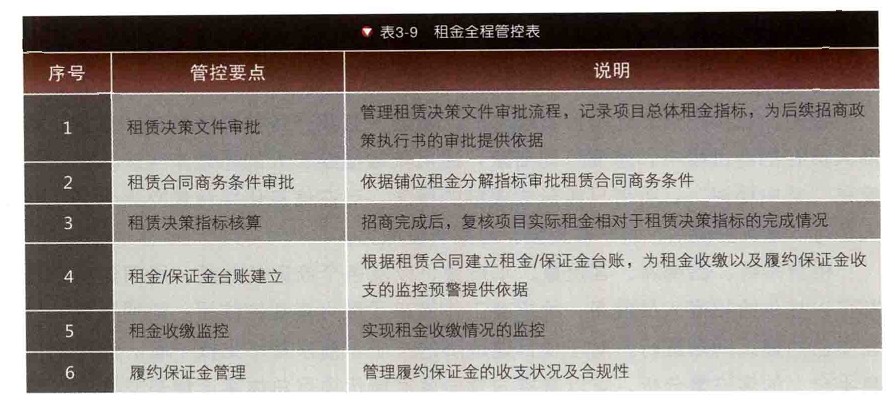 ▼ 表3-9 租金全程管控表
序号 管控要点 说明
1 租赁决策文件审批 管理租赁决策文件审批流程，记录项目总体租金指标，为后续招商政
策执行书的审批提供依据
2 租赁合同商务条件审批 依据铺位租金分解指标审批租赁合同商务条件
3 租赁决策指标核算 招商完成后，复核项目实际租金相对于租赁决策指标的完成情况
4 租金/保证金台账建立 根据租赁合同建立租金/保证金台账，为租金收缴以及履约保证金收
支的监控预警提供依据
5 租金收缴监控 实现租金收缴情况的监控
6 履约保证金管理 管理履约保证金的收支状况及合规性